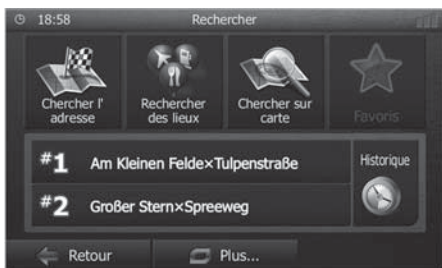 18:58 Rechercher
Chercher l'
adresse
Rechercher
des lieux
Chercher sur
carte
Favoris
#1 Am Kleinen Felde×Tulpenstraße
#2 Großer Stern×Spreeweg
Historique
Retour
Plus...